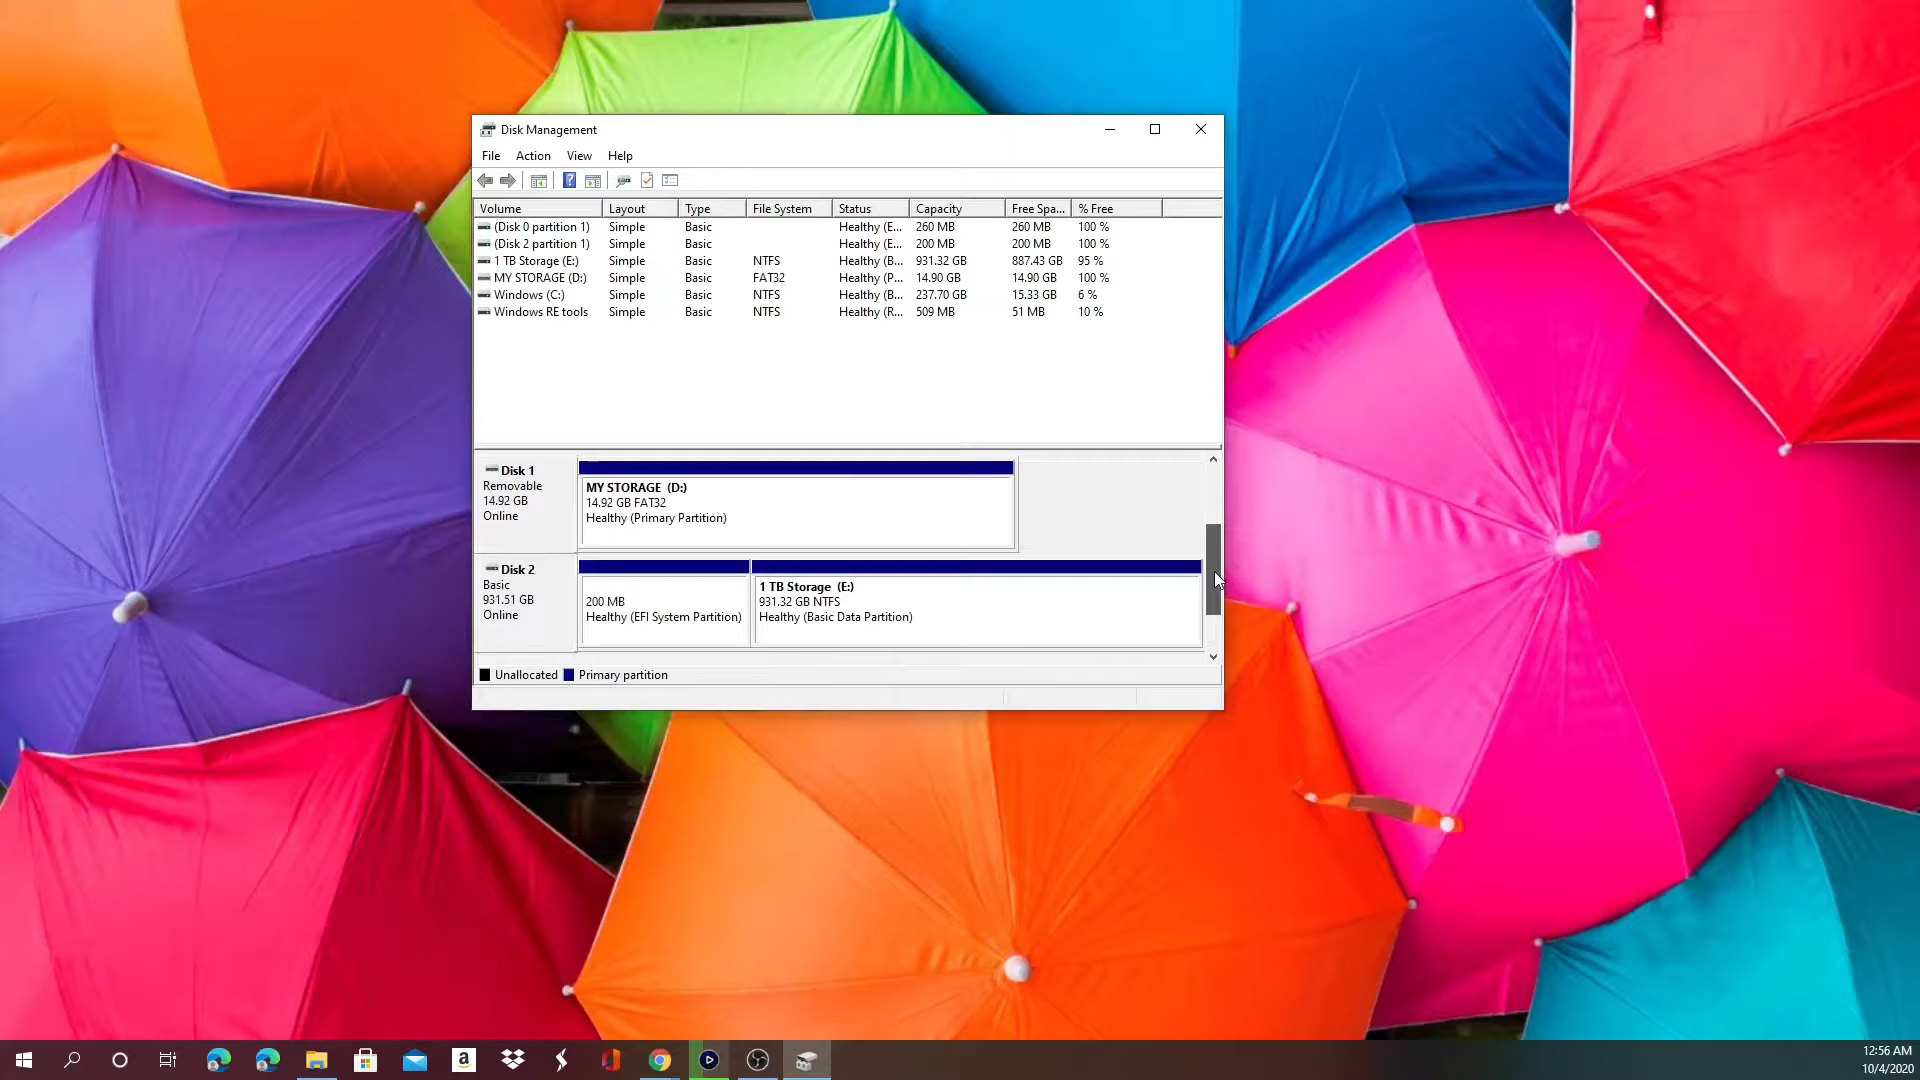 Disk Management
File Action View Help
Volume Layout Type File System Status Capacity Free Spa... % Free
(Disk 0 partition 1) Simple Basic Healthy (E... 260 MB 260 MB 100 %
(Disk 2 partition 1) Simple Basic Healthy (E... 200 MB 200 MB 100 %
1 TB Storage (E:) Simple Basic NTFS Healthy (B... 931.32 GB 887.43 GB 95 %
MY STORAGE (D:) Simple Basic FAT32 Healthy (P... 14.90 GB 14.90 GB 100 %
Windows (C:) Simple Basic NTFS Healthy (B... 237.70 GB 15.33 GB 6 %
Windows RE tools Simple Basic NTFS Healthy (R... 509 MB 51 MB 10 %
Disk 1
Removable
14.92 GB
Online
MY STORAGE (D:)
14.92 GB FAT32
Healthy (Primary Partition)
Disk 2
Basic
931.51 GB
Online
200 MB
Healthy (EFI System Partition)
1 TB Storage (E:)
931.32 GB NTFS
Healthy (Basic Data Partition)
Unallocated Primary partition
12:56 AM
10/4/2020